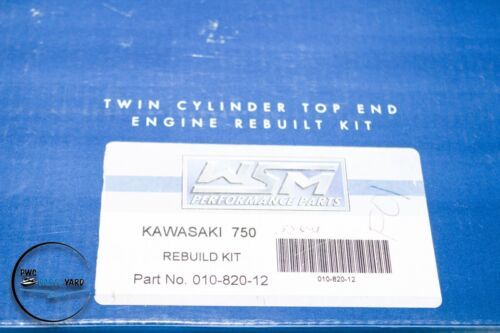 TWIN CYLINDER TOP END
ENGINE REBUILT KIT
WSM
PERFORMANCE PARTS
KAWASAKI 750
REBUILD KIT
Part No. 010-820-12
010-820-12
PWC
YARD